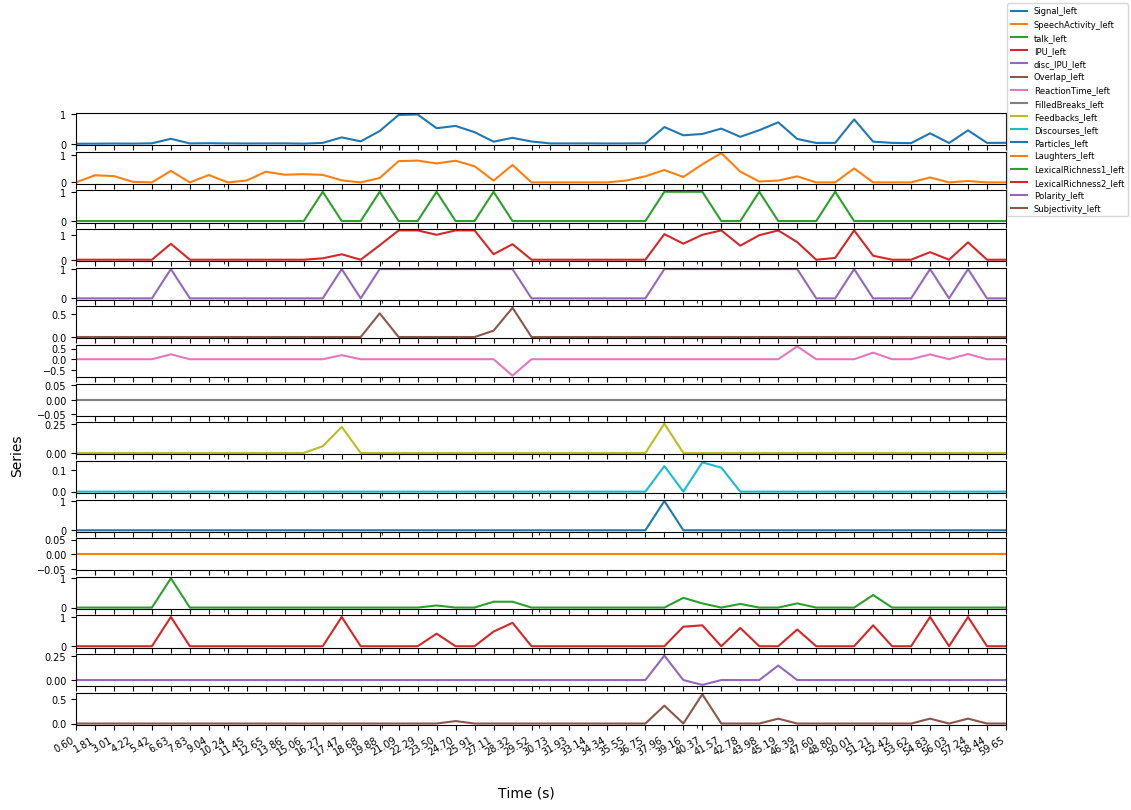 Signal_left
SpeechActivity_left
talk_left
IPU_left
disc_IPU_left
Overlap_left
ReactionTime_left
FilledBreaks_left
Feedbacks_left
Discourses_left
Particles_left
Laughters_left
LexicalRichness1_left
LexicalRichness2_left
Polarity_left
Subjectivity_left
1
0
1
0
1
0
1
0
1
0
0.5
0.0
0.5
0.0
−0.5
0.05
0.00
−0.05
0.25
0.00
0.1
0.0
1
0
0.05
0.00
−0.05
1
0
1
0
0.25
0.00
0.5
0.0
Series
0.60 1.81 3.01 4.22 5.42 6.63 7.83 9.04 10.24 11.45 12.65 13.86 15.06 16.27 17.47 18.68 19.88 21.09 22.29 23.50 24.70 25.91 27.11 28.32 29.52 30.73 31.93 33.14 34.34 35.55 36.75 37.96 39.16 40.37 41.57 42.78 43.98 45.19 46.39 47.60 48.80 50.01 51.21 52.42 53.62 54.83 56.03 57.24 58.44 59.65
Time (s)